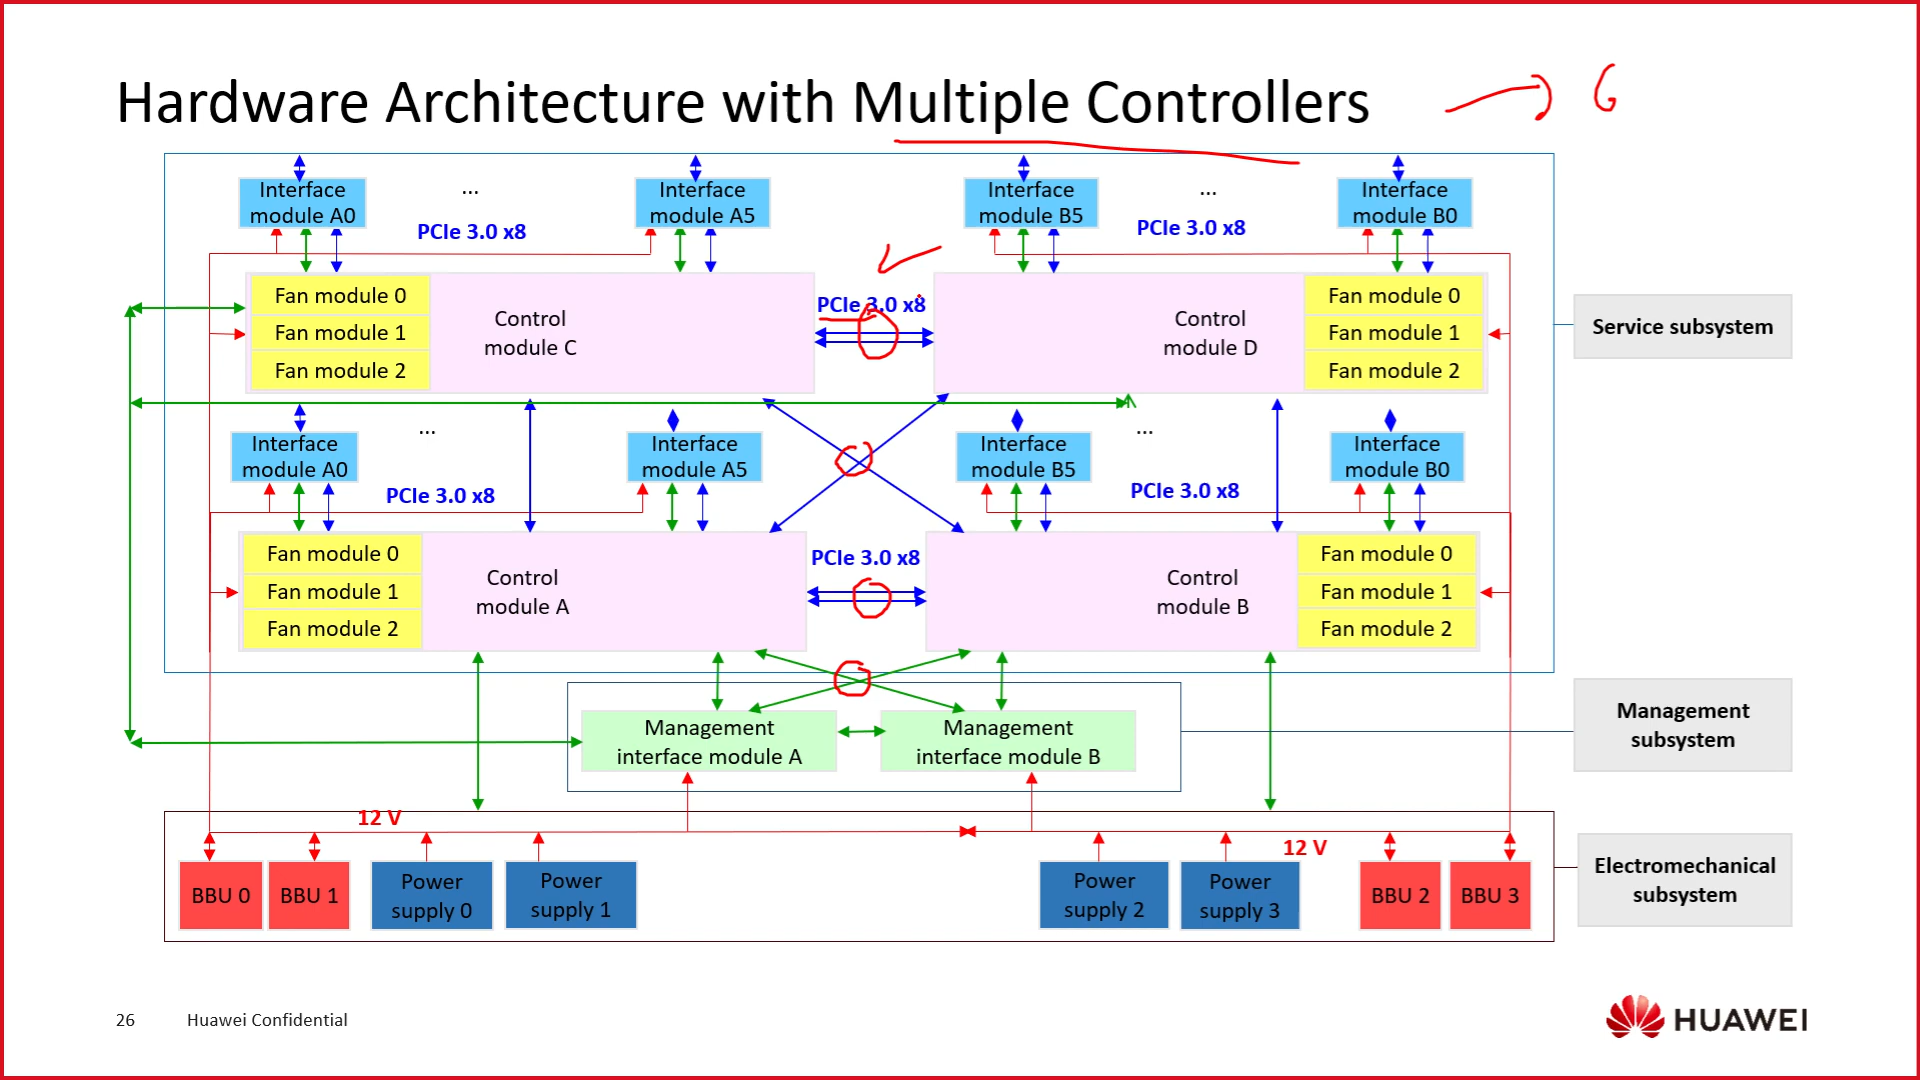 Hardware Architecture with Multiple Controllers
6
Interface
module A0
...
Interface
module A5
Interface
module B5
...
Interface
module B0
PCIe 3.0 x8
PCIe 3.0 x8
Fan module 0
Fan module 1
Fan module 2
Control
module C
PCIe 3.0 x8
Control
module D
Fan module 0
Fan module 1
Fan module 2
Service subsystem
Interface
module A0
...
Interface
module A5
Interface
module B5
...
Interface
module B0
PCIe 3.0 x8
PCIe 3.0 x8
Fan module 0
Fan module 1
Fan module 2
Control
module A
PCIe 3.0 x8
Control
module B
Fan module 0
Fan module 1
Fan module 2
Management
interface module A
Management
interface module B
Management
subsystem
12 V
12 V
BBU 0
BBU 1
Power
supply 0
Power
supply 1
Power
supply 2
Power
supply 3
BBU 2
BBU 3
Electromechanical
subsystem
26
Huawei Confidential
HUAWEI